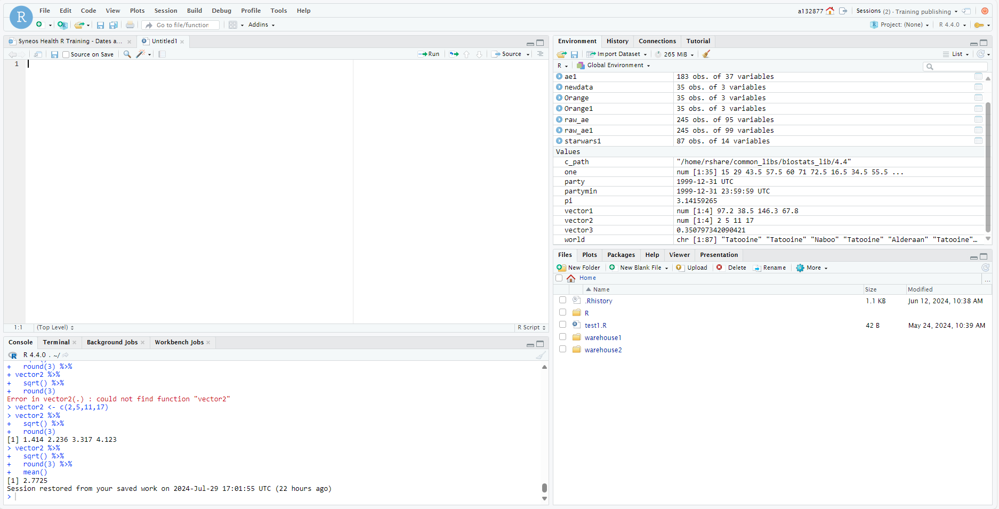 File Edit Code View Plots Session Build Debug Profile Tools Help
a132877 Sessions (2) · Training publishing
Go to file/function Addins
Project: (None) R 4.4.0
Syneos Health R Training - Dates a... Untitled1
Source on Save Run Source
1
1:1 (Top Level) R Script
Console Terminal Background Jobs Workbench Jobs
R 4.4.0 . ~/
+   round(3) %>%
+ vector2 %>%
+   sqrt() %>%
+   round(3)
Error in vector2(.) : could not find function "vector2"
> vector2 <- c(2,5,11,17)
> vector2 %>%
+   sqrt() %>%
+   round(3)
[1] 1.414 2.236 3.317 4.123
> vector2 %>%
+   sqrt() %>%
+   round(3) %>%
+   mean()
[1] 2.7725
Session restored from your saved work on 2024-Jul-29 17:01:55 UTC (22 hours ago)
>
Environment History Connections Tutorial
Import Dataset 265 MiB List
R Global Environment
ae1 183 obs. of 37 variables
newdata 35 obs. of 3 variables
Orange 35 obs. of 3 variables
Orange1 35 obs. of 3 variables
raw_ae 245 obs. of 95 variables
raw_ae1 245 obs. of 99 variables
starwars1 87 obs. of 14 variables
Values
c_path "/home/rshare/common_libs/biostats_lib/4.4"
one num [1:35] 15 29 43.5 57.5 60 71 72.5 16.5 34.5 55.5 ...
party 1999-12-31 UTC
partymin 1999-12-31 23:59:59 UTC
pi 3.14159265
vector1 num [1:4] 97.2 38.5 146.3 67.8
vector2 num [1:4] 2 5 11 17
vector3 0.350797342090421
world chr [1:87] "Tatooine" "Tatooine" "Naboo" "Tatooine" "Alderaan" "Tatooine"…
Files Plots Packages Help Viewer Presentation
New Folder New Blank File Upload Delete Rename More
Home ...
Name Size Modified
.Rhistory 1.1 KB Jun 12, 2024, 10:38 AM
R
test1.R 42 B May 24, 2024, 10:39 AM
warehouse1
warehouse2